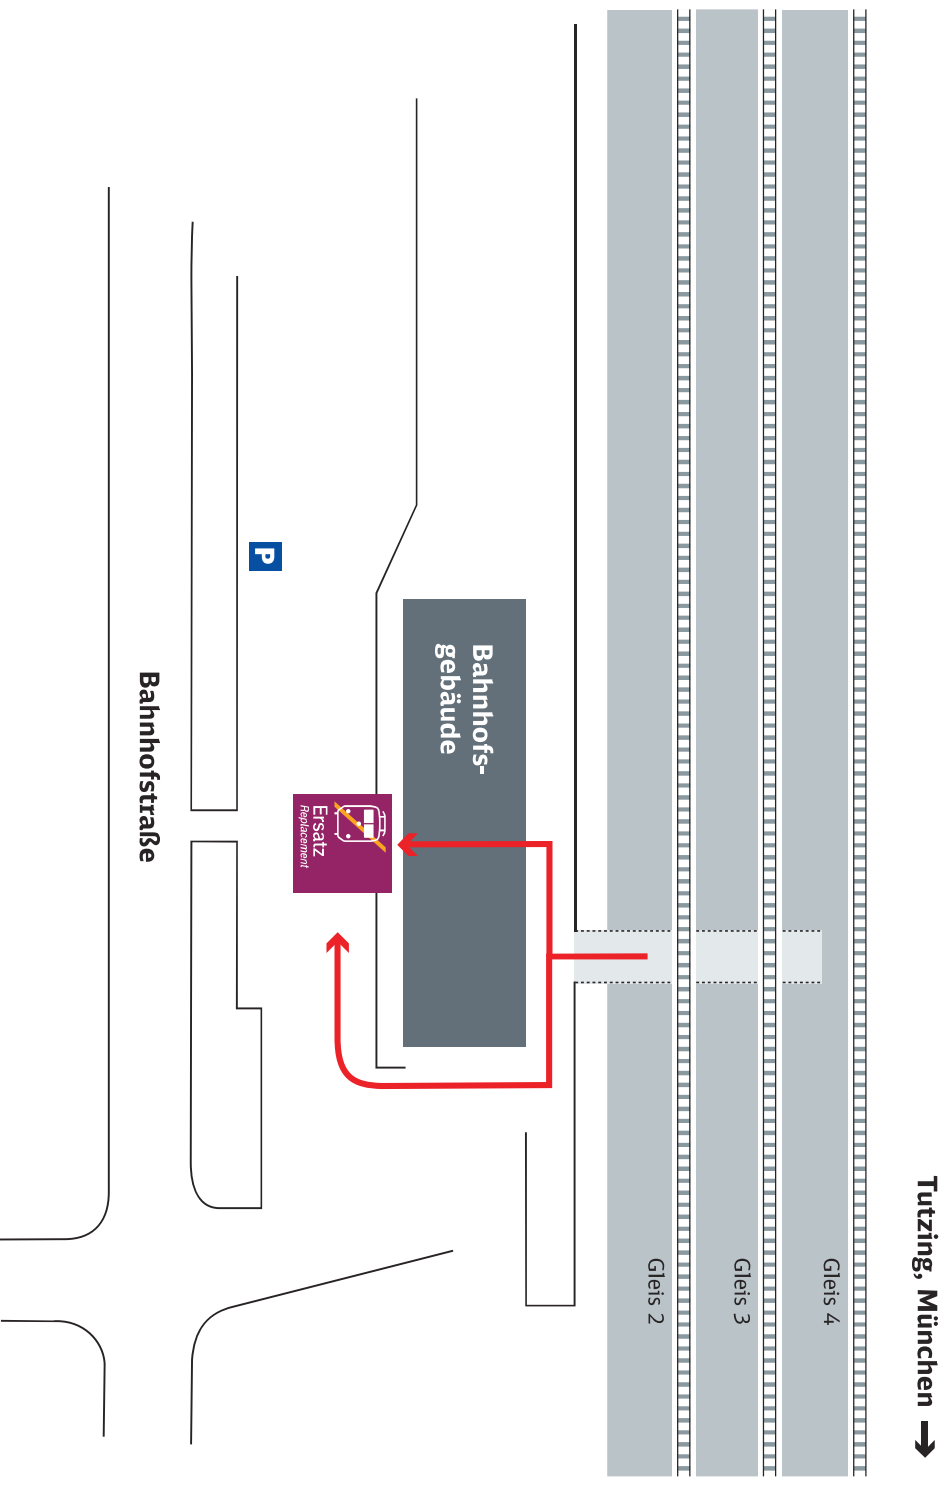 Tutzing, München
Gleis 4
Gleis 3
Gleis 2
Bahnhofs-
gebäude
Ersatz
Replacement
P
Bahnhofstraße